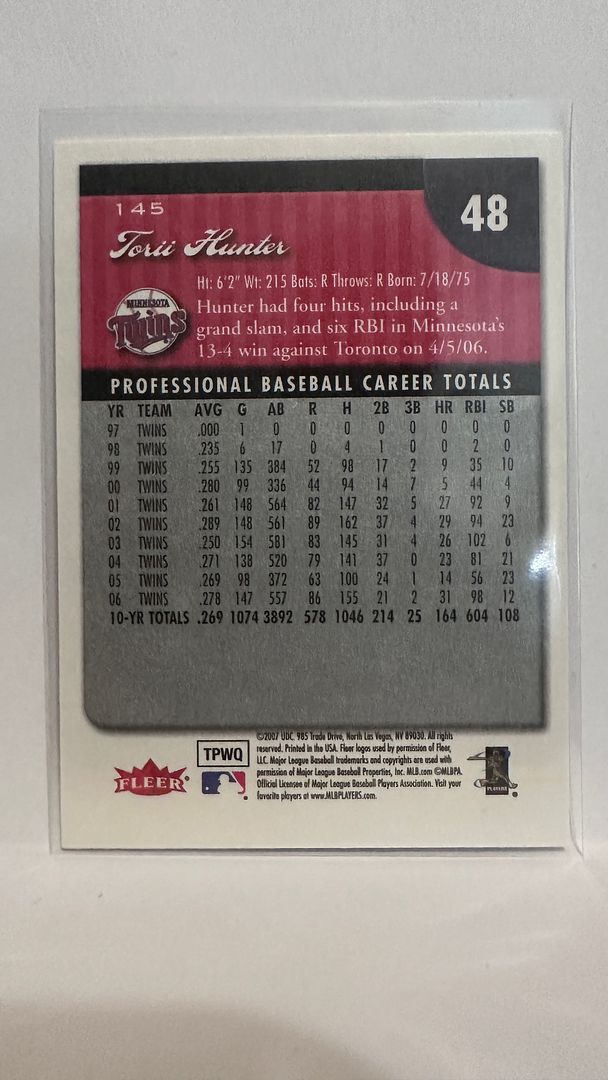 145
48
Torii Hunter
Ht: 6'2" Wt: 215 Bats: R Throws: R Born: 7/18/75
MINNESOTA
Twins
Hunter had four hits, including a
grand slam, and six RBI in Minnesota's
13-4 win against Toronto on 4/5/06.
PROFESSIONAL BASEBALL CAREER TOTALS
YR TEAM AVG G AB R H 2B 3B HR RBI SB
97 TWINS .000 1 0 0 0 0 0 0 0 0
98 TWINS .235 6 17 0 4 1 0 0 2 0
99 TWINS .255 135 384 52 98 17 2 9 35 10
00 TWINS .280 99 336 44 94 14 7 5 44 4
01 TWINS .261 148 564 82 147 32 5 27 92 9
02 TWINS .289 148 561 89 162 37 4 29 94 23
03 TWINS .250 154 581 83 145 31 4 26 102 6
04 TWINS .271 138 520 79 141 37 0 23 81 21
05 TWINS .269 98 372 63 100 24 1 14 56 23
06 TWINS .278 147 557 86 155 21 2 31 98 12
10-YR TOTALS .269 1074 3892 578 1046 214 25 164 604 108
FLEER
TPWQ
©2007 UDC, 985 Trade Drive, North Las Vegas, NV 89030. All rights
reserved. Printed in the USA. Fleer logos used by permission of Fleer,
LLC. Major League Baseball trademarks and copyrights are used with
permission of Major League Baseball Properties, Inc. MLB.com ©MLBPA.
Official Licensee of Major League Baseball Players Association. Visit your
favorite players at www.MLBPLAYERS.com.
PLAYERS